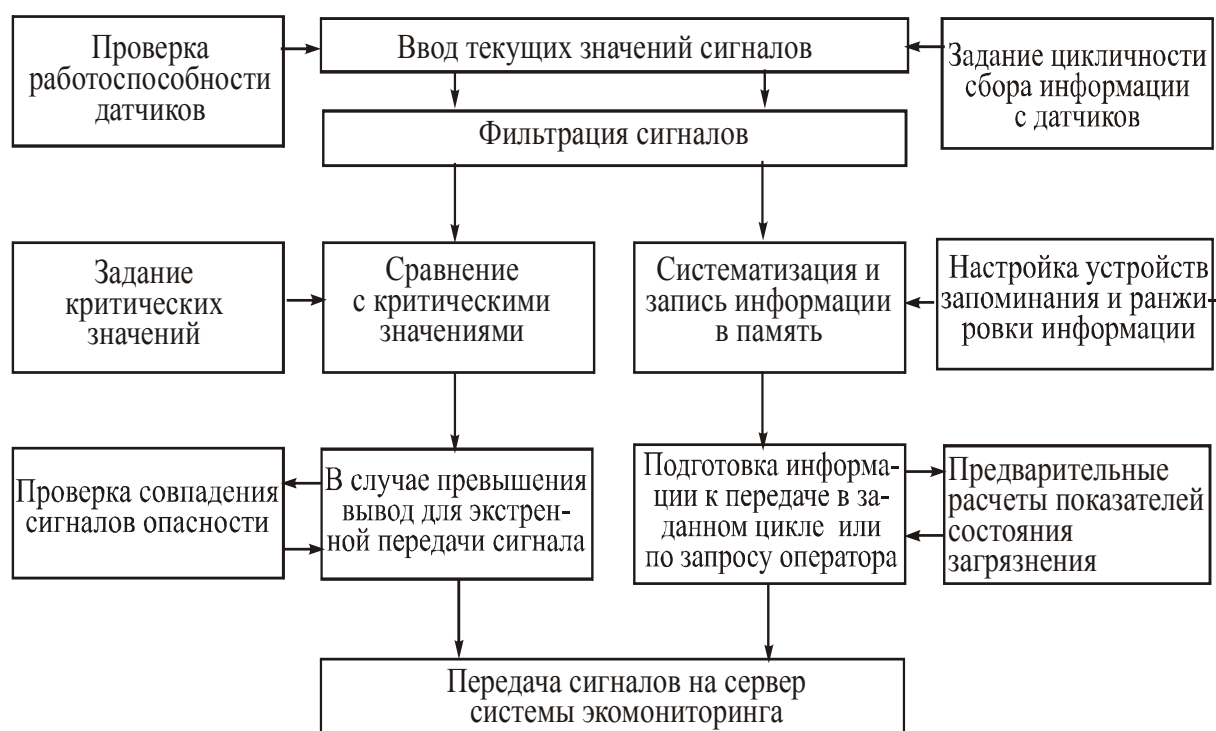 Проверка
работоспособности
датчиков
Ввод текущих значений сигналов
Задание цикличности
сбора информации
с датчиков
Фильтрация сигналов
Задание
критических
значений
Сравнение
с критическими
значениями
Систематизация и
запись информации
в память
Настройка устройств
запоминания и ранжи-
ровки информации
Проверка совпадения
сигналов опасности
В случае превышения
вывод для экстрен-
ной передачи сигнала
Подготовка информа-
ции к передаче в за-
данном цикле или
по запросу оператора
Предварительные
расчеты показателей
состояния
загрязнения
Передача сигналов на сервер
системы экомониторинга